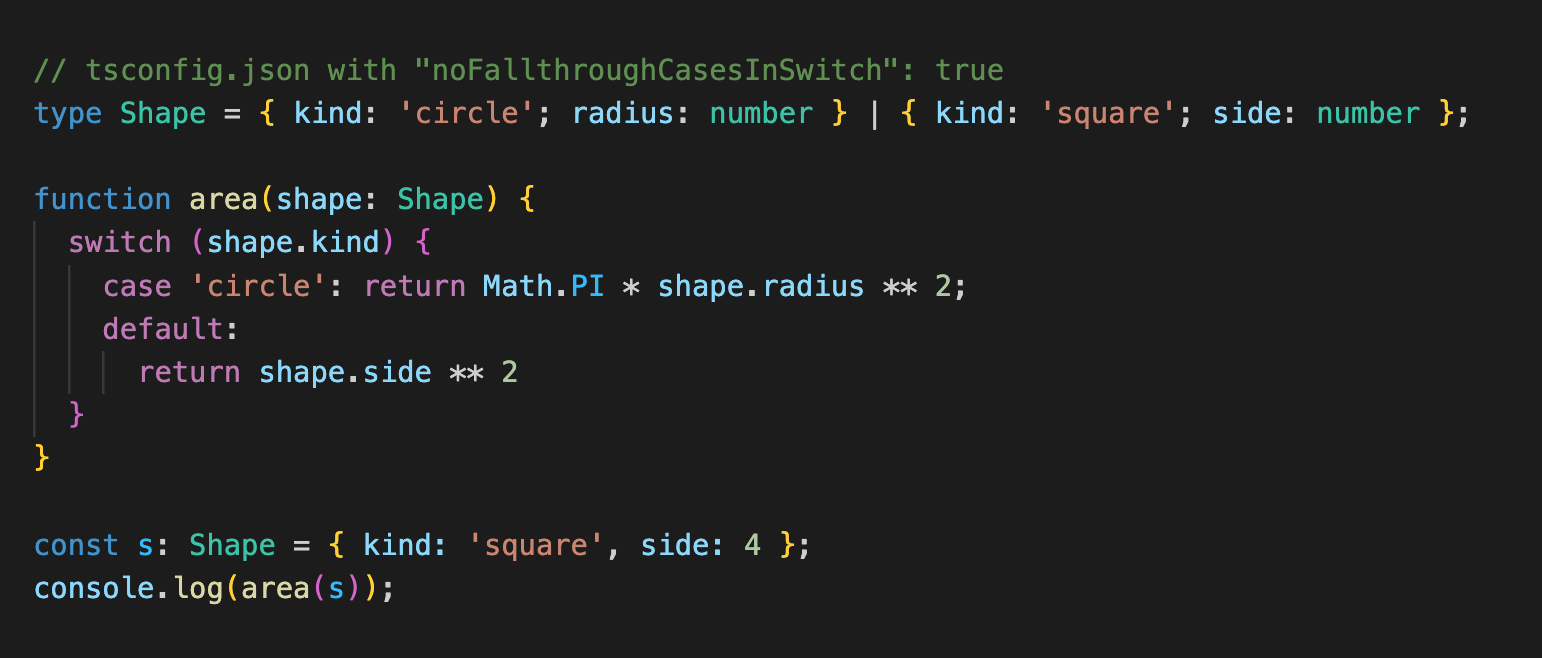 // tsconfig.json with "noFallthroughCasesInSwitch": true
type Shape = { kind: 'circle'; radius: number } | { kind: 'square'; side: number };

function area(shape: Shape) {
  switch (shape.kind) {
    case 'circle': return Math.PI * shape.radius ** 2;
    default:
      return shape.side ** 2
  }
}

const s: Shape = { kind: 'square', side: 4 };
console.log(area(s));